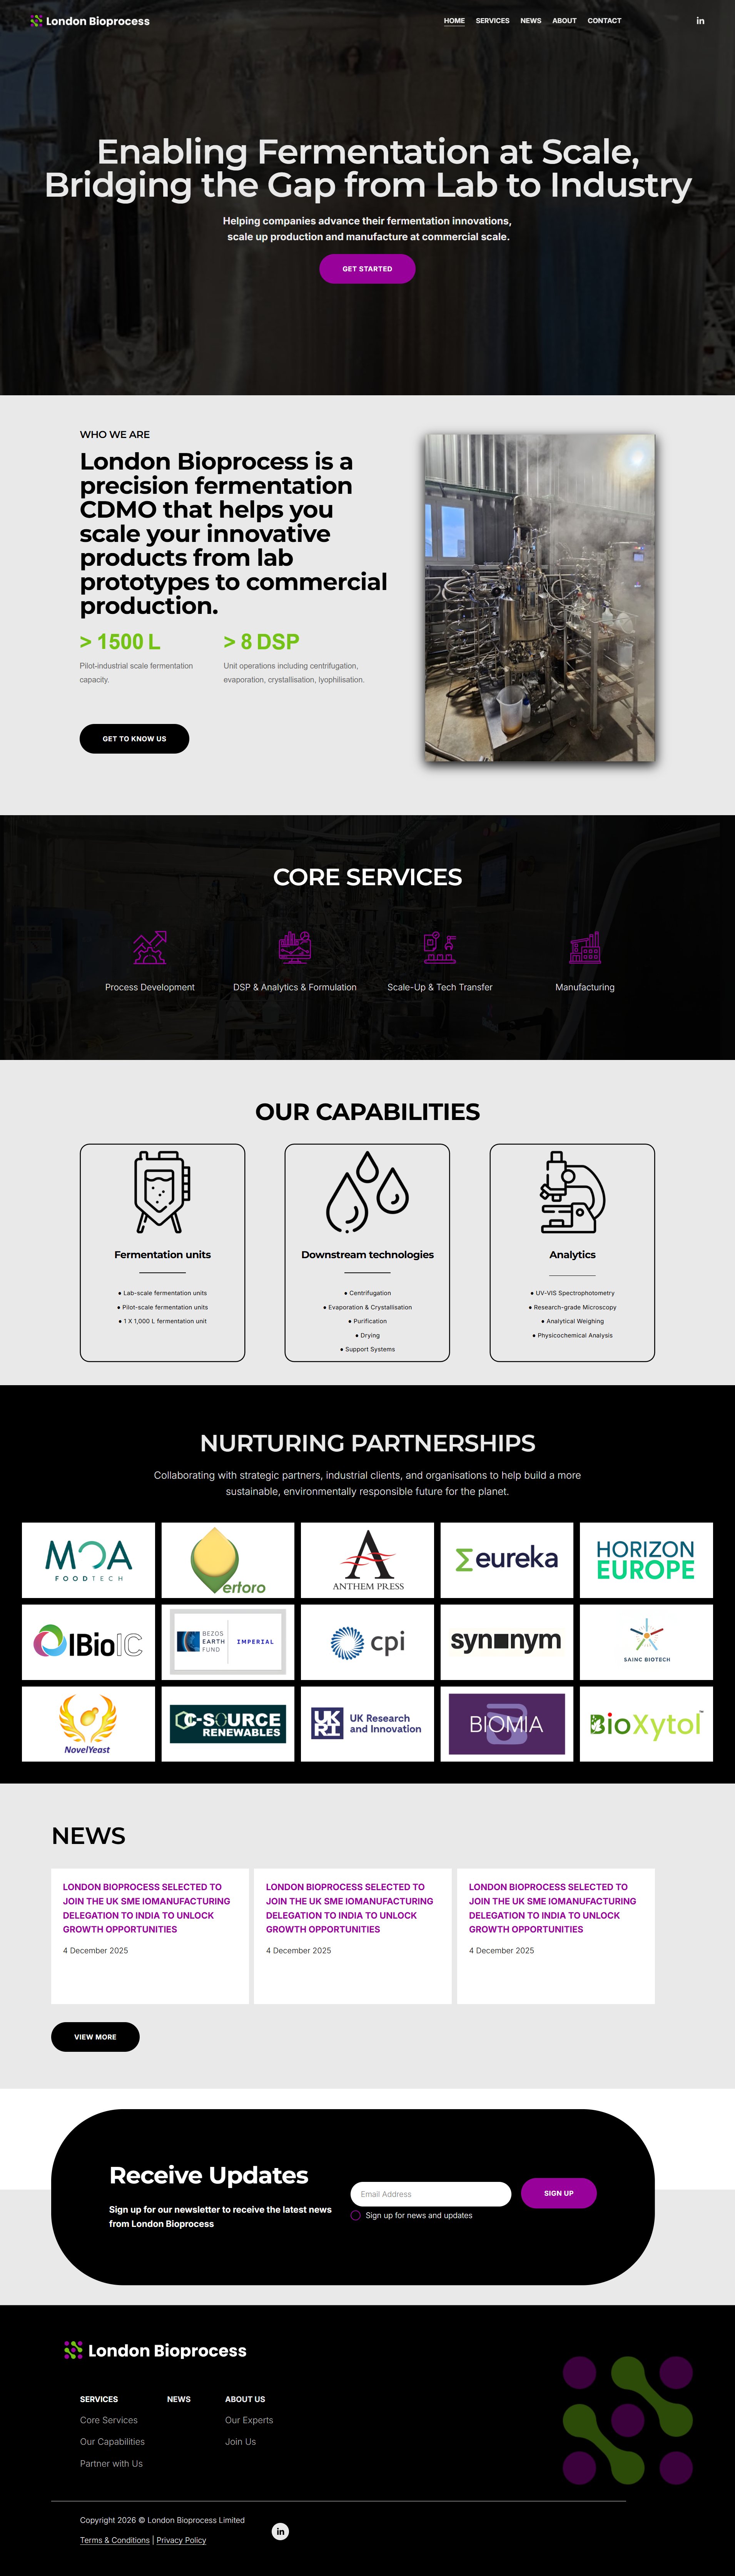 London Bioprocess
HOME SERVICES NEWS ABOUT CONTACT in
Enabling Fermentation at Scale,
Bridging the Gap from Lab to Industry
Helping companies advance their fermentation innovations,
scale up production and manufacture at commercial scale.
GET STARTED
WHO WE ARE
London Bioprocess is a
precision fermentation
CDMO that helps you
scale your innovative
products from lab
prototypes to commercial
production.
> 1500 L
Pilot-industrial scale fermentation
capacity.
> 8 DSP
Unit operations including centrifugation,
evaporation, crystallisation, lyophilisation.
GET TO KNOW US
CORE SERVICES
Process Development
DSP & Analytics & Formulation
Scale-Up & Tech Transfer
Manufacturing
OUR CAPABILITIES
Fermentation units
• Lab-scale fermentation units
• Pilot-scale fermentation units
• 1 X 1,000 L fermentation unit
Downstream technologies
• Centrifugation
• Evaporation & Crystallisation
• Purification
• Drying
• Support Systems
Analytics
• UV-VIS Spectrophotometry
• Research-grade Microscopy
• Analytical Weighing
• Physicochemical Analysis
NURTURING PARTNERSHIPS
Collaborating with strategic partners, industrial clients, and organisations to help build a more
sustainable, environmentally responsible future for the planet.
MOA
FOODTECH
Vertoro
ANTHEM PRESS
eureka
HORIZON
EUROPE
IBioIC
BEZOS
EARTH
FUND
IMPERIAL
cpi
synonym
SAINC BIOTECH
NovelYeast
C-SOURCE
RENEWABLES
UKRI
UK Research
and Innovation
BIOMIA
BioXytol
NEWS
LONDON BIOPROCESS SELECTED TO
JOIN THE UK SME IOMANUFACTURING
DELEGATION TO INDIA TO UNLOCK
GROWTH OPPORTUNITIES
4 December 2025
LONDON BIOPROCESS SELECTED TO
JOIN THE UK SME IOMANUFACTURING
DELEGATION TO INDIA TO UNLOCK
GROWTH OPPORTUNITIES
4 December 2025
LONDON BIOPROCESS SELECTED TO
JOIN THE UK SME IOMANUFACTURING
DELEGATION TO INDIA TO UNLOCK
GROWTH OPPORTUNITIES
4 December 2025
VIEW MORE
Receive Updates
Sign up for our newsletter to receive the latest news
from London Bioprocess
Email Address
SIGN UP
Sign up for news and updates
London Bioprocess
SERVICES
Core Services
Our Capabilities
Partner with Us
NEWS
ABOUT US
Our Experts
Join Us
Copyright 2026 © London Bioprocess Limited
Terms & Conditions | Privacy Policy
in